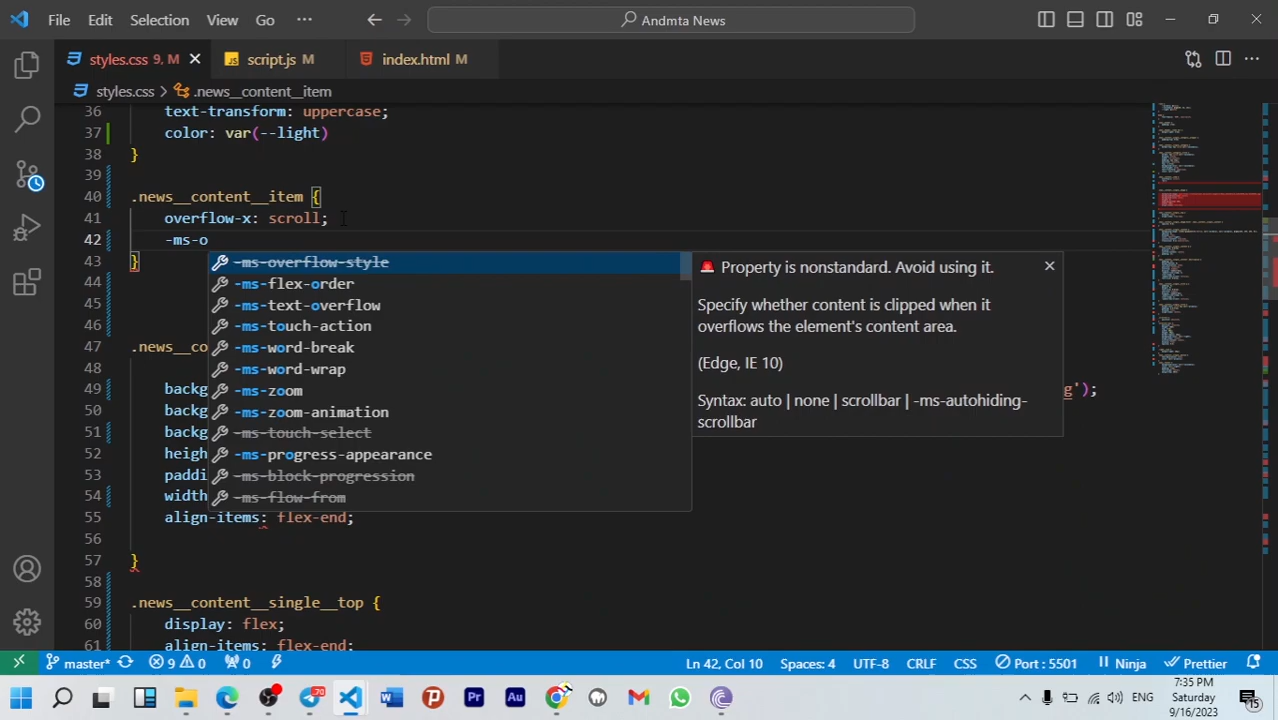 File Edit Selection View Go ··· Andmta News
styles.css 9, M script.js M index.html M
styles.css > .news__content__item
36 text-transform: uppercase;
37 color: var(--light)
38 }
39
40 .news__content__item {
41 overflow-x: scroll;
42 -ms-o
43 }
44
45
46
47 .news__co
48
49 backg g');
50 backg
51 backg
52 heigh
53 paddi
54 width
55 align-items: flex-end;
56
57 }
58
59 .news__content__single__top {
60 display: flex;
61 align-items: flex-end;
-ms-overflow-style
-ms-flex-order
-ms-text-overflow
-ms-touch-action
-ms-word-break
-ms-word-wrap
-ms-zoom
-ms-zoom-animation
-ms-touch-select
-ms-progress-appearance
-ms-block-progression
-ms-flow-from
Property is nonstandard. Avoid using it.
Specify whether content is clipped when it
overflows the element's content area.
(Edge, IE 10)
Syntax: auto | none | scrollbar | -ms-autohiding-
scrollbar
master* 9 0 0 Ln 42, Col 10 Spaces: 4 UTF-8 CRLF CSS Port : 5501 Ninja Prettier
70 ENG 7:35 PM
Saturday
9/16/2023
15